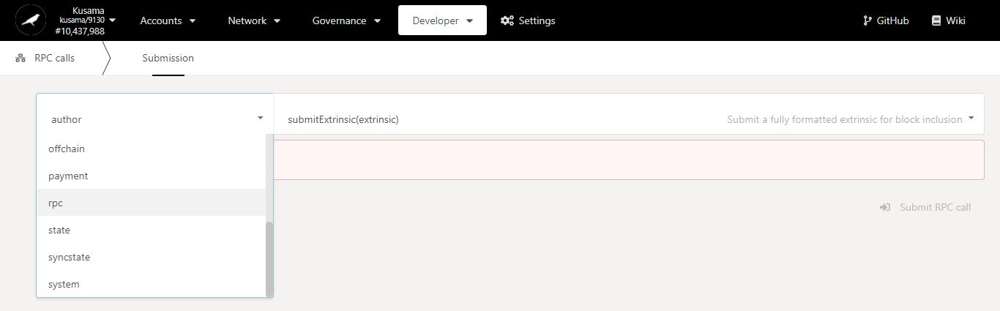 Kusama
kusama/9130
#10,437,988
Accounts
Network
Governance
Developer
Settings
GitHub
Wiki
RPC calls
Submission
author
submitExtrinsic(extrinsic)
Submit a fully formatted extrinsic for block inclusion
offchain
payment
rpc
state
syncstate
system
Submit RPC call